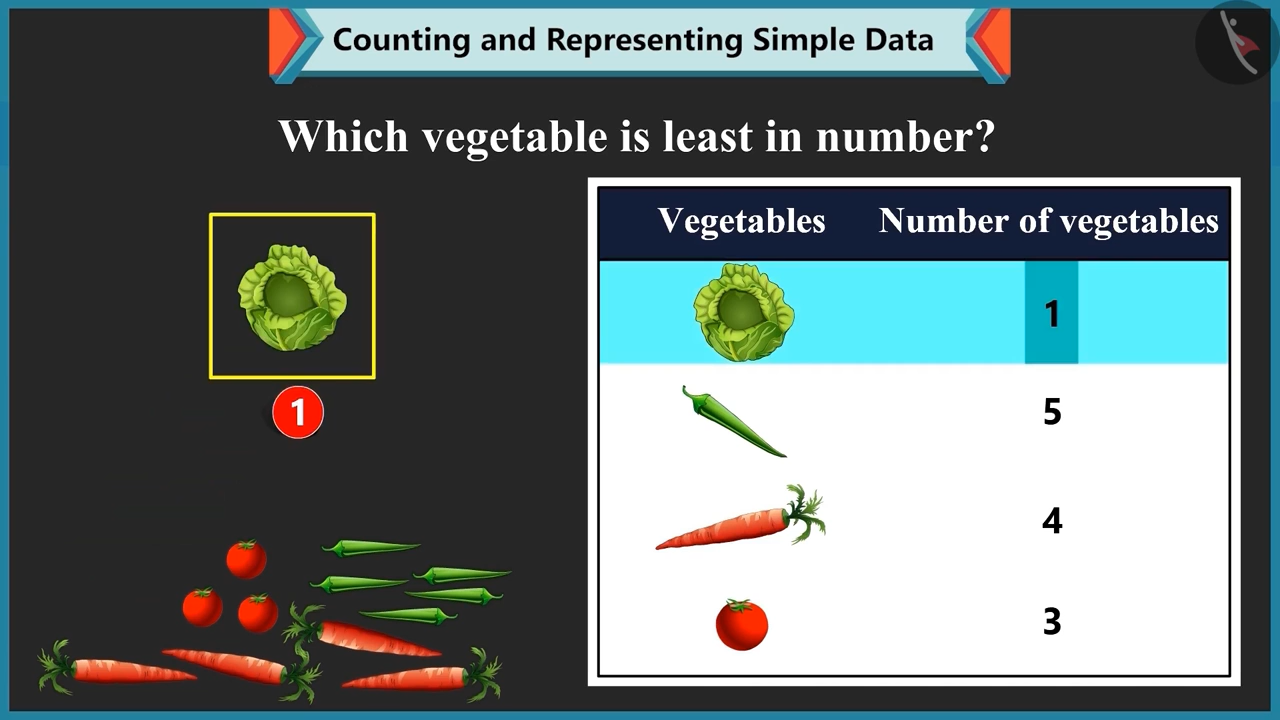 Counting and Representing Simple Data
Which vegetable is least in number?
Vegetables Number of vegetables
1
5
4
3
1